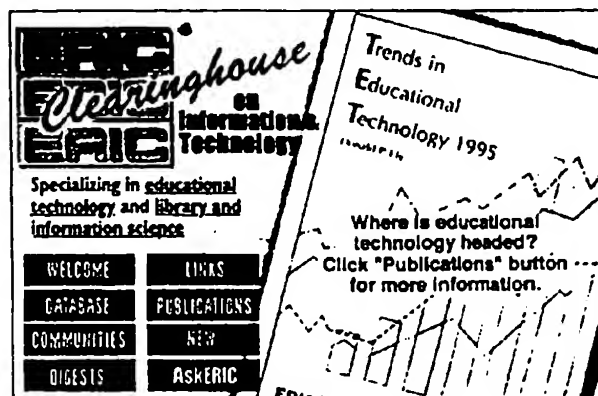 ERIC
ERIC
ERIC
Clearinghouse
on
Information &
Technology
Specializing in educational
technology and library and
information science
WELCOME
LINKS
DATABASE
PUBLICATIONS
COMMUNITIES
NEW
DIGESTS
ASKERIC
Trends in
Educational
Technology 1995
Where is educational
technology headed?
Click "Publications" button
for more information.